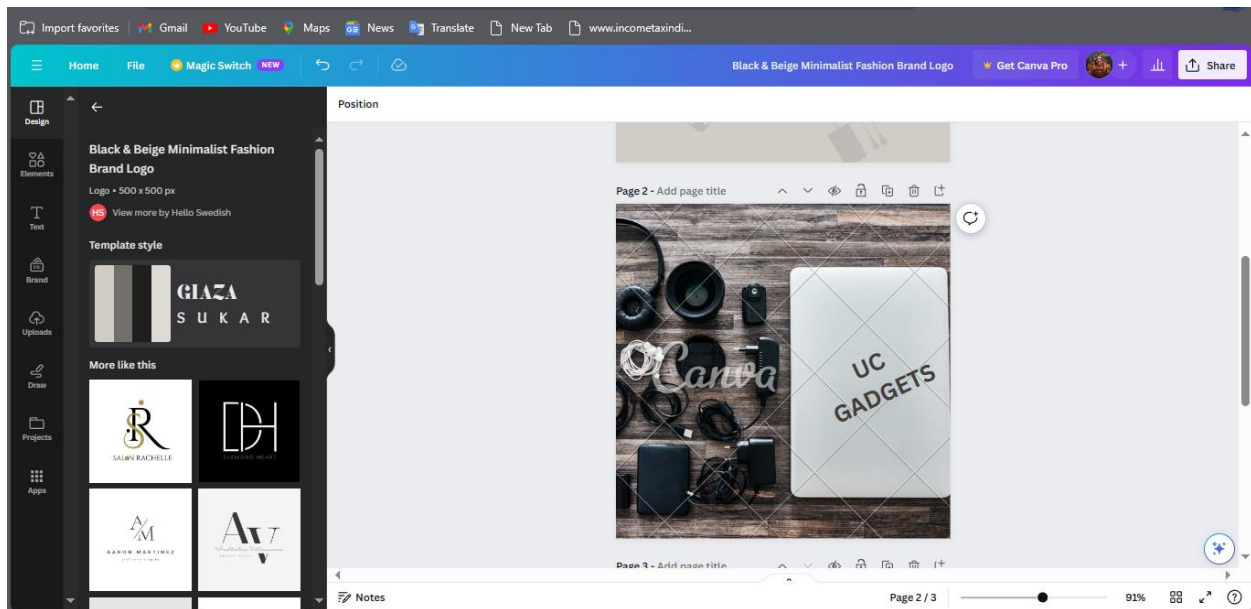 Import favorites
Gmail
YouTube
Maps
News
Translate
New Tab
www.incometaxindi...
Home
File
Magic Switch
NEW
Black & Beige Minimalist Fashion Brand Logo
Get Canva Pro
Share
Design
Elements
Text
Brand
Uploads
Draw
Projects
Apps
Black & Beige Minimalist Fashion
Brand Logo
Logo • 500 x 500 px
HS
View more by Hello Swedish
Template style
GIAZA
SUKAR
More like this
SR
SALON RACHELLE
DH
DIAMOND HEART
A/M
AARON MARTINEZ
AV
Position
Page 2 - Add page title
Canva
UC
GADGETS
Page 3 - Add page title
Notes
Page 2 / 3
91%